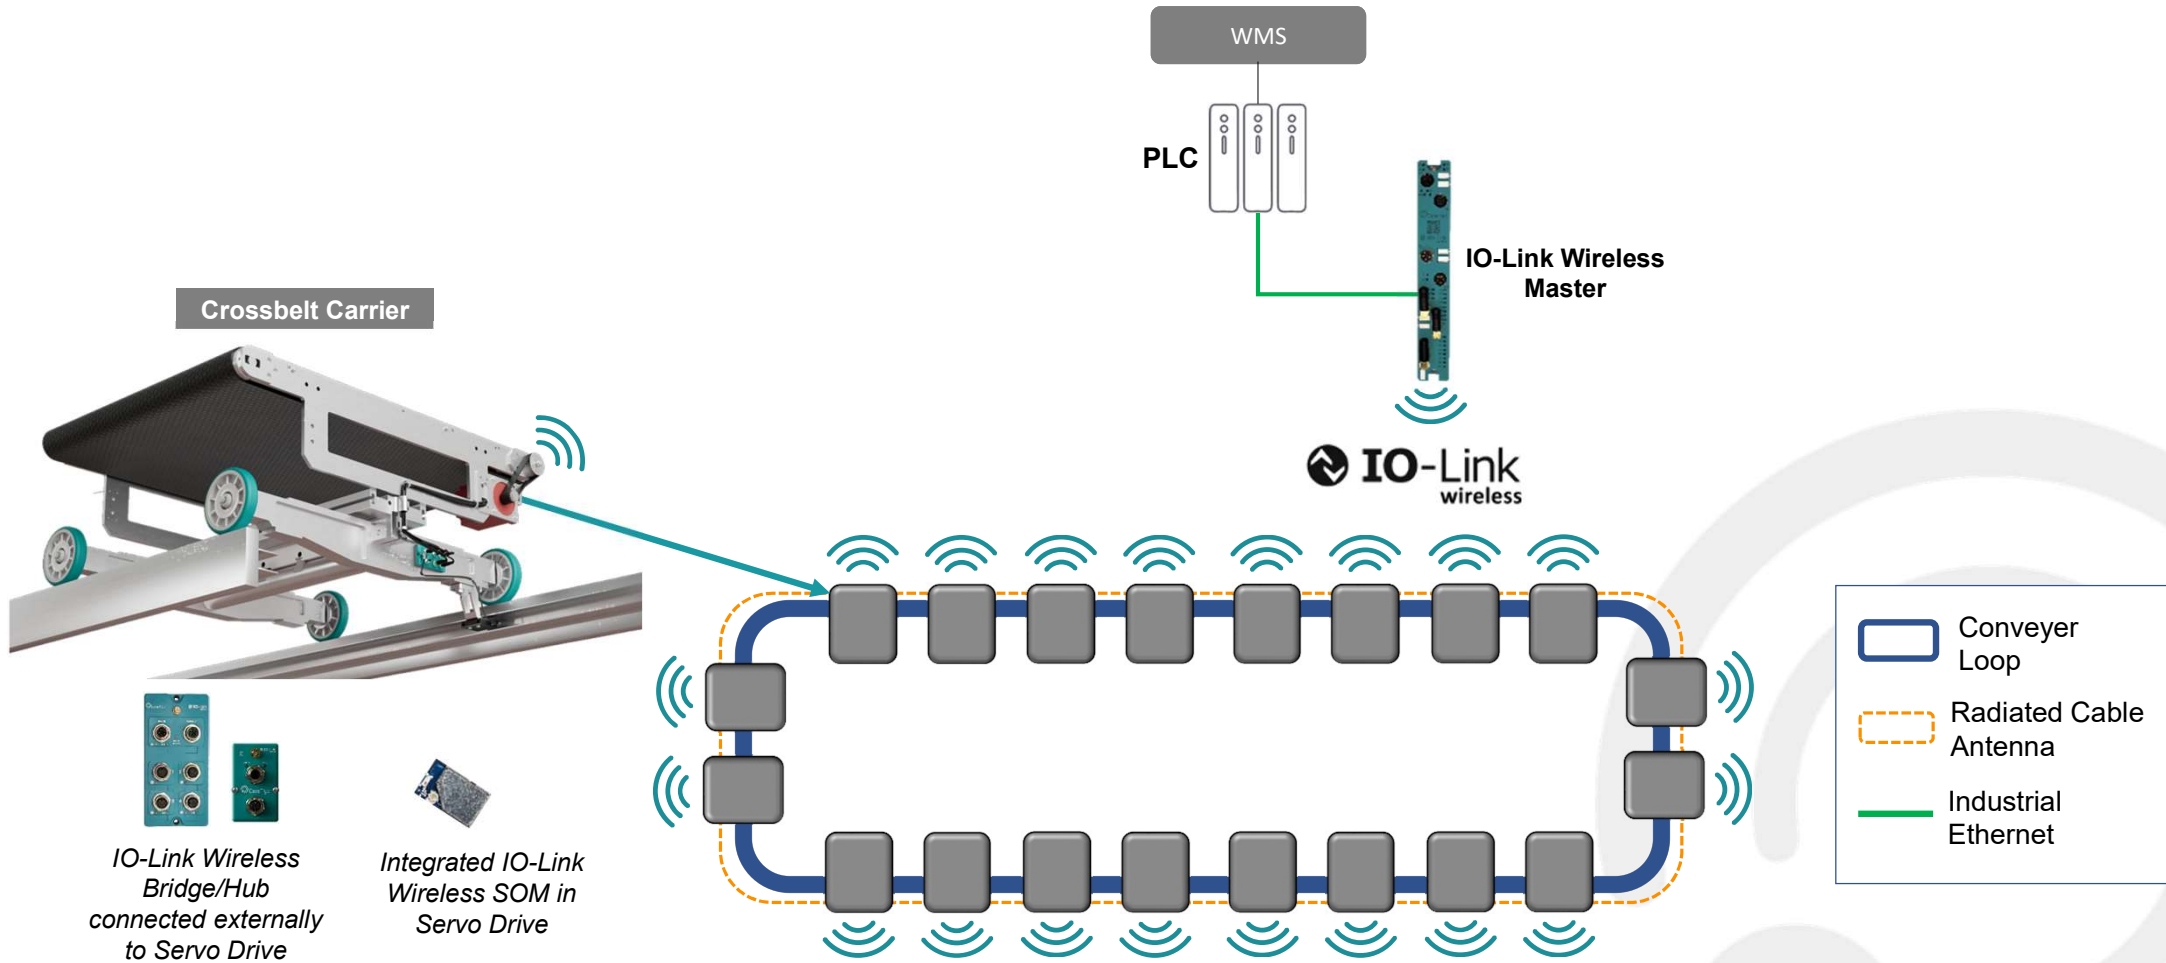 WMS
PLC
IO-Link Wireless
Master
Crossbelt Carrier
IO-Link
wireless
Conveyer
Loop
Radiated Cable
Antenna
Industrial
Ethernet
IO-Link Wireless
Bridge/Hub
connected externally
to Servo Drive
Integrated IO-Link
Wireless SOM in
Servo Drive